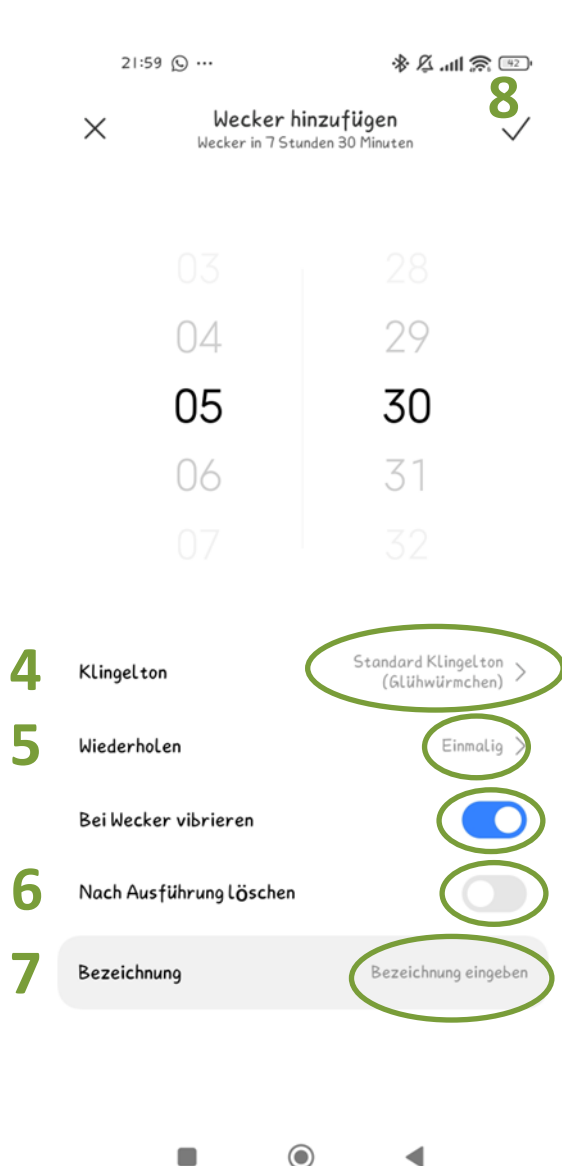 21:59 ... 42
8
Wecker hinzufügen
Wecker in 7 Stunden 30 Minuten
03 28
04 29
05 30
06 31
07 32
4 Klingelton Standard Klingelton
(Glühwürmchen) >
5 Wiederholen Einmalig >
Bei Wecker vibrieren
6 Nach Ausführung löschen
7 Bezeichnung Bezeichnung eingeben